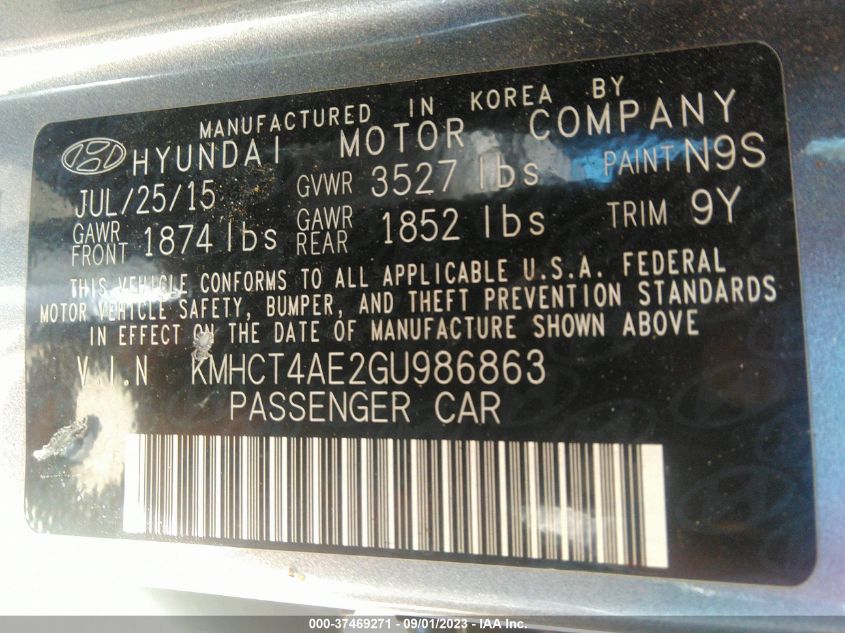 MANUFACTURED IN KOREA BY
HYUNDAI MOTOR COMPANY
JUL/25/15 GVWR 3527 lbs PAINT N9S
GAWR FRONT 1874 lbs GAWR REAR 1852 lbs TRIM 9Y
THIS VEHICLE CONFORMS TO ALL APPLICABLE U.S.A. FEDERAL
MOTOR VEHICLE SAFETY, BUMPER, AND THEFT PREVENTION STANDARDS
IN EFFECT ON THE DATE OF MANUFACTURE SHOWN ABOVE
V.I.N KMHCT4AE2GU986863
PASSENGER CAR
000-37469271 - 09/01/2023 - IAA Inc.